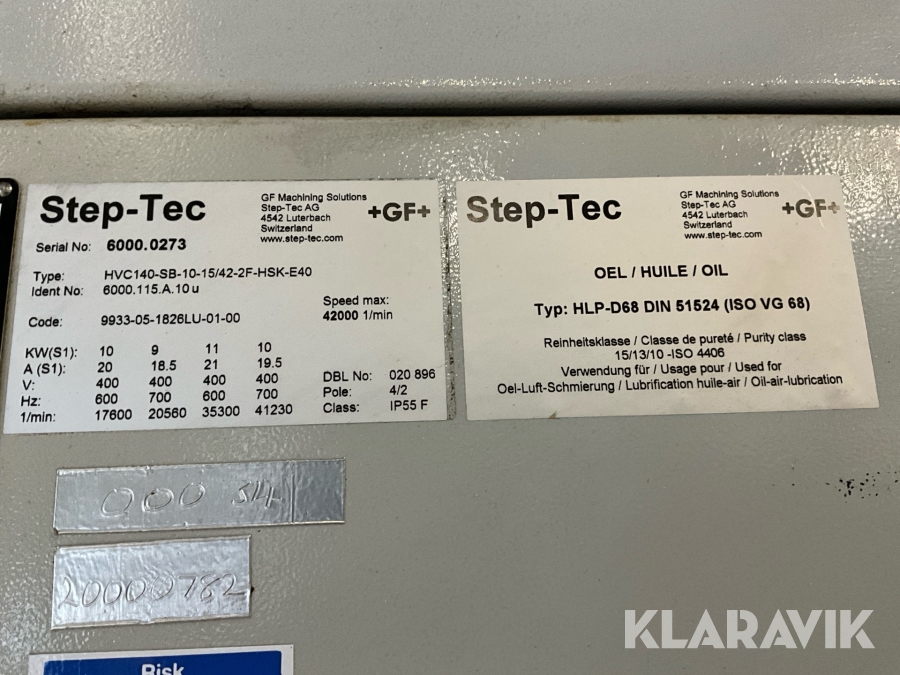 Step-Tec
GF Machining Solutions
Step-Tec AG
4542 Luterbach
Switzerland
www.step-tec.com
+GF+
Serial No: 6000.0273
Type: HVC140-SB-10-15/42-2F-HSK-E40
Ident No: 6000.115.A.10u
Speed max:
42000 1/min
Code: 9933-05-1826LU-01-00
KW(S1): 10 9 11 10
A (S1): 20 18.5 21 19.5
V: 400 400 400 400
Hz: 600 700 600 700
1/min: 17600 20560 35300 41230
DBL No: 020 896
Pole: 4/2
Class: IP55 F
Step-Tec
GF Machining Solutions
Step-Tec AG
4542 Luterbach
Switzerland
www.step-tec.com
+GF+
OEL / HUILE / OIL
Typ: HLP-D68 DIN 51524 (ISO VG 68)
Reinheitsklasse / Classe de pureté / Purity class
15/13/10 -ISO 4406
Verwendung für / Usage pour / Used for
Oel-Luft-Schmierung / Lubrification huile-air / Oil-air-lubrication
000
20000782
Risk
KLARAVIK